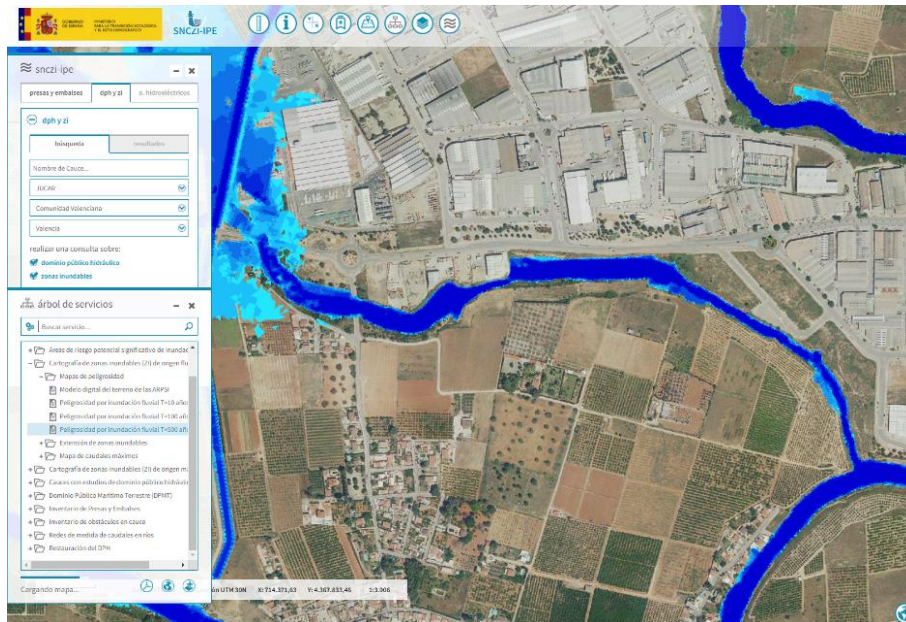 GOBIERNO
DE ESPAÑA
MINISTERIO
PARA LA TRANSICIÓN ECOLÓGICA
Y EL RETO DEMOGRÁFICO
SNCZI-IPE
snczi-ipe
presas y embalses
dph y zi
a. hidroeléctricos
dph y zi
búsqueda
resultados
Nombre de Cauce...
JUCAR
Comunidad Valenciana
Valencia
realizar una consulta sobre:
dominio público hidráulico
zonas inundables
árbol de servicios
Buscar servicio...
Áreas de riesgo potencial significativo de inundac
Cartografía de zonas inundables (ZI) de origen flu
Mapas de peligrosidad
Modelo digital del terreno de las ARPSI
Peligrosidad por inundación fluvial T=10 años
Peligrosidad por inundación fluvial T=100 año
Peligrosidad por inundación fluvial T=500 año
Extensión de zonas inundables
Mapa de caudales máximos
Cartografía de zonas inundables (ZI) de origen m
Cauces con estudios de dominio público hidráulic
Dominio Público Marítimo Terrestre (DPMT)
Inventario de Presas y Embalses
Inventario de obstáculos en cauce
Redes de medida de caudales en ríos
Restauración del DPH
Cargando mapa...
ón UTM 30N X: 714.371,63 Y: 4.367.833,45 1:3.906